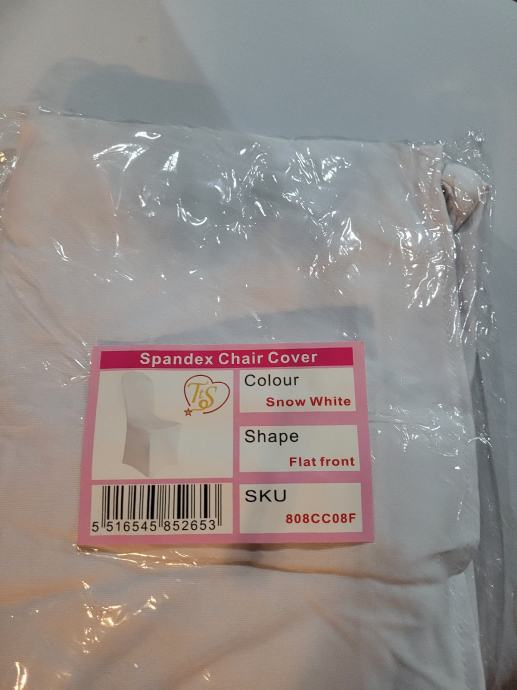 Spandex Chair Cover
T&S
Colour
Snow White
Shape
Flat front
SKU
808CC08F
5 516545 852653